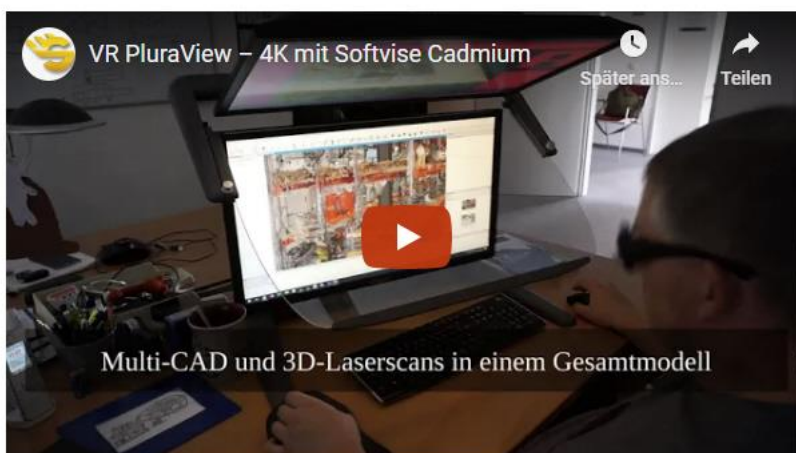 VR PluraView – 4K mit Softvise Cadmium
Später ans...
Teilen
Multi-CAD und 3D-Laserscans in einem Gesamtmodell